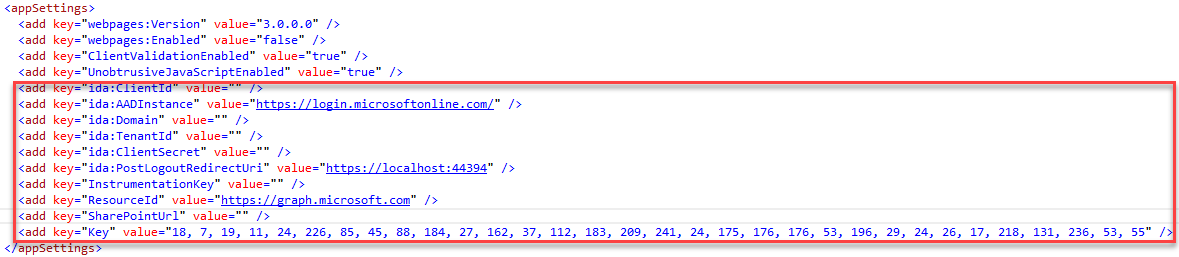 <appSettings>
<add key="webpages:Version" value="3.0.0.0" />
<add key="webpages:Enabled" value="false" />
<add key="ClientValidationEnabled" value="true" />
<add key="UnobtrusiveJavaScriptEnabled" value="true" />
<add key="ida:ClientId" value="" />
<add key="ida:AADInstance" value="https://login.microsoftonline.com/" />
<add key="ida:Domain" value="" />
<add key="ida:TenantId" value="" />
<add key="ida:ClientSecret" value="" />
<add key="ida:PostLogoutRedirectUri" value="https://localhost:44394" />
<add key="InstrumentationKey" value="" />
<add key="ResourceId" value="https://graph.microsoft.com" />
<add key="SharePointUrl" value="" />
<add key="Key" value="18, 7, 19, 11, 24, 226, 85, 45, 88, 184, 27, 162, 37, 112, 183, 209, 241, 24, 175, 176, 176, 53, 196, 29, 24, 26, 17, 218, 131, 236, 53, 55" />
</appSettings>